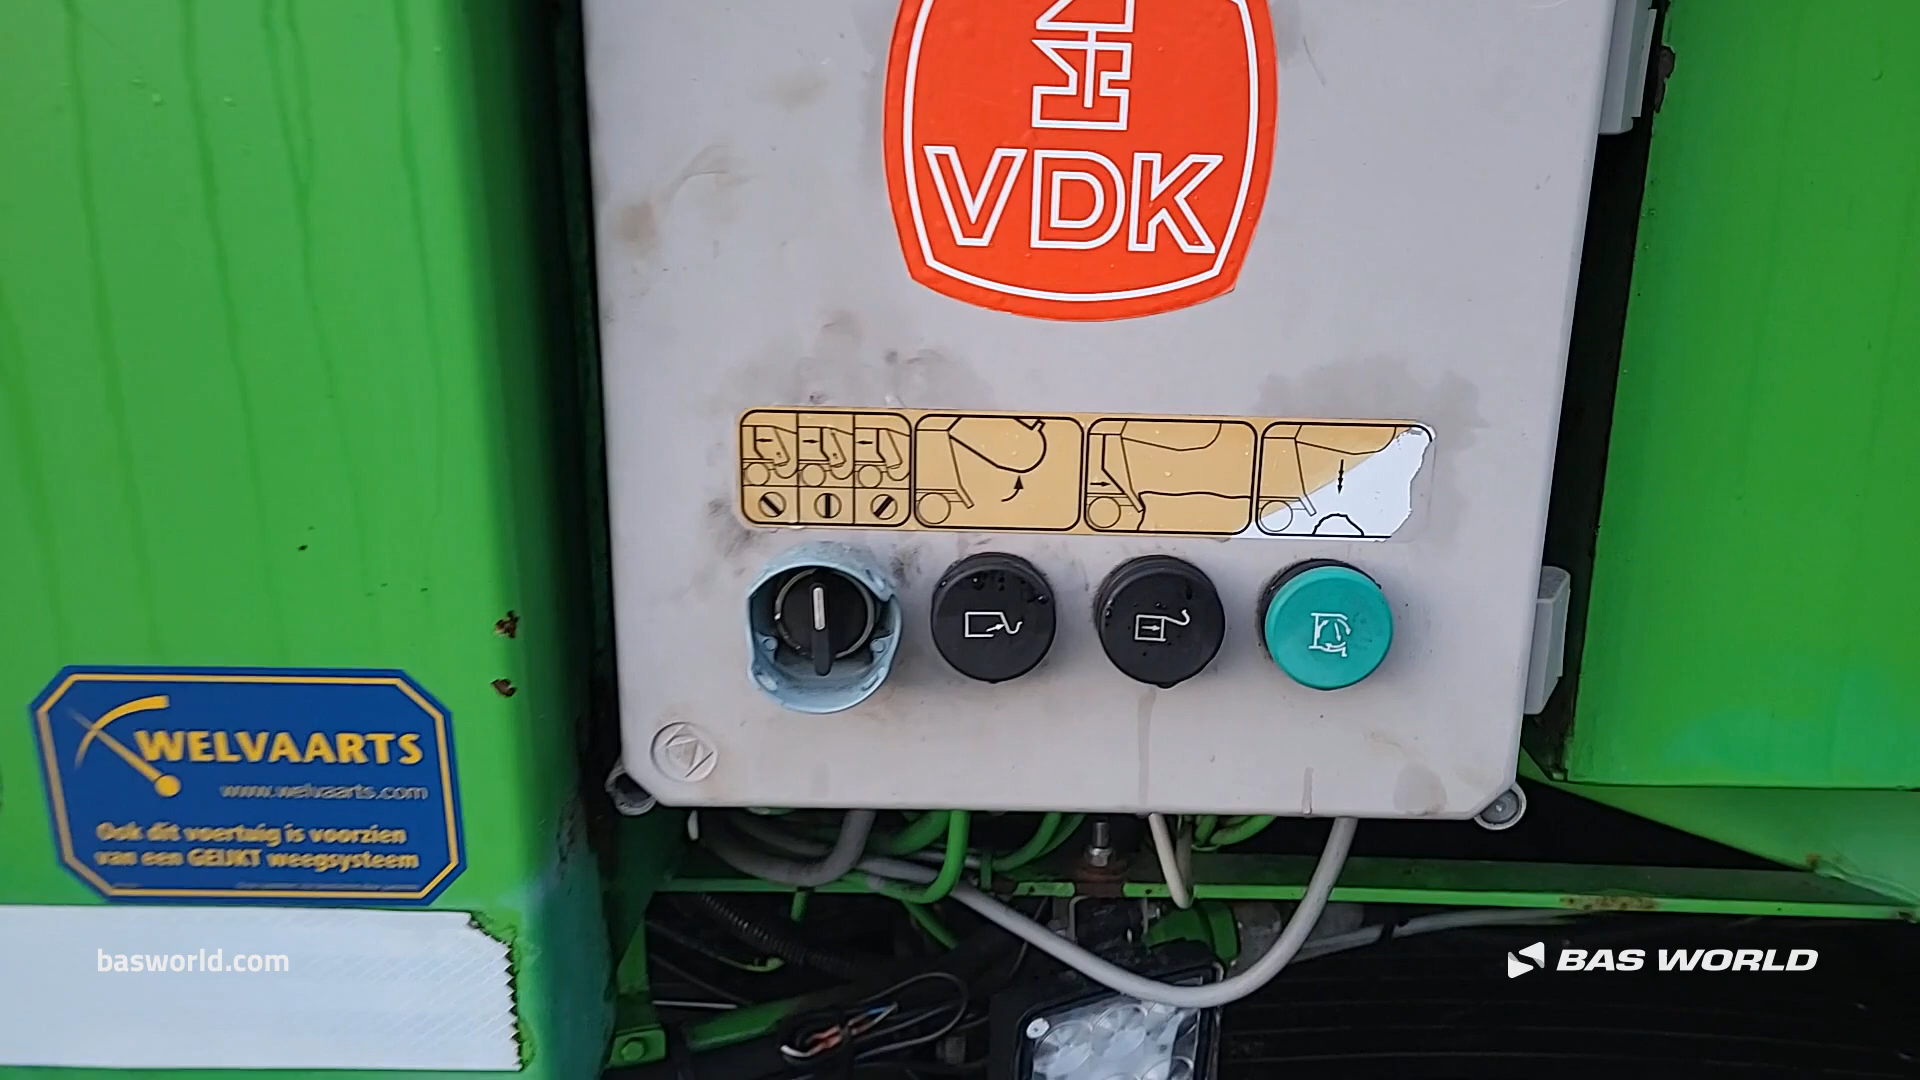 VDK
WELVAARTS
www.welvaarts.com
Ook dit voertuig is voorzien
van een GEIJKT weegsysteem
basworld.com
BAS WORLD